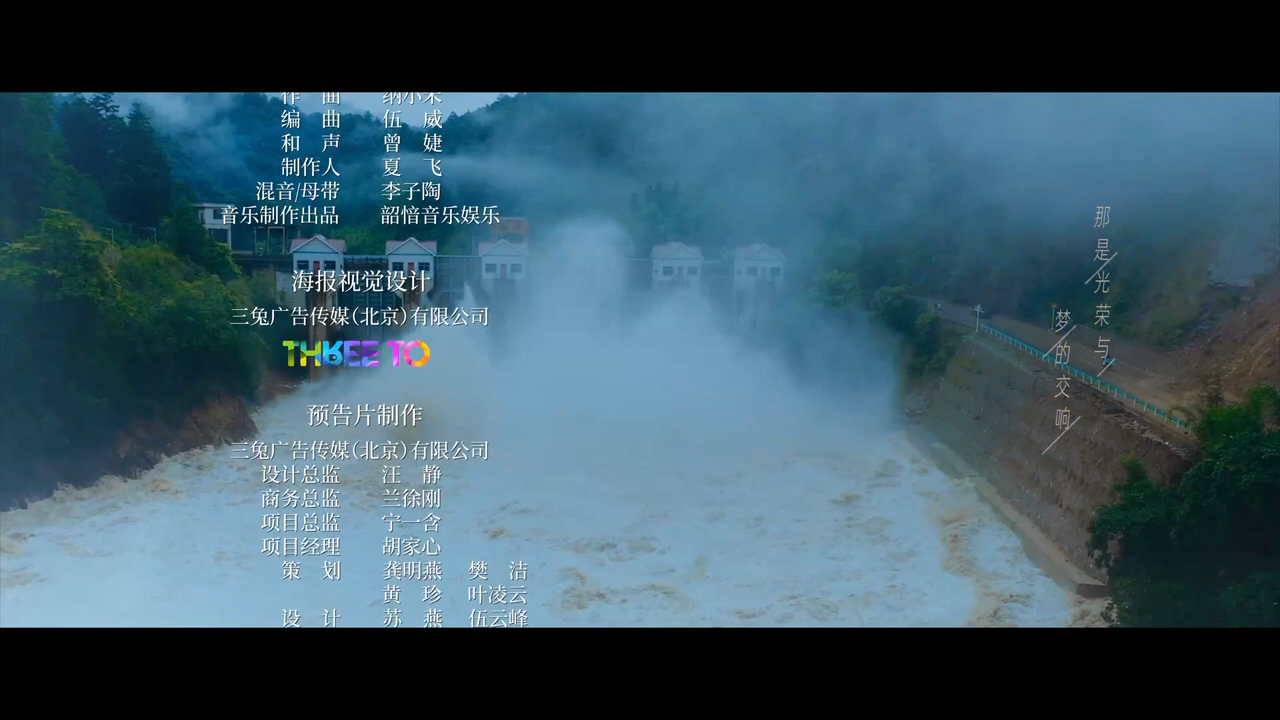 作 曲 纳小朱
编 曲 伍 威
和 声 曾 婕
制作人 夏 飞
混音/母带 李子陶
音乐制作出品 韶愔音乐娱乐
海报视觉设计
三兔广告传媒(北京)有限公司
THREE TO
预告片制作
三兔广告传媒(北京)有限公司
设计总监 汪 静
商务总监 兰徐刚
项目总监 宁一含
项目经理 胡家心
策 划 龚明燕 樊 洁
黄 珍 叶凌云
设 计 苏 燕 伍云峰
那是光荣与
梦的交响